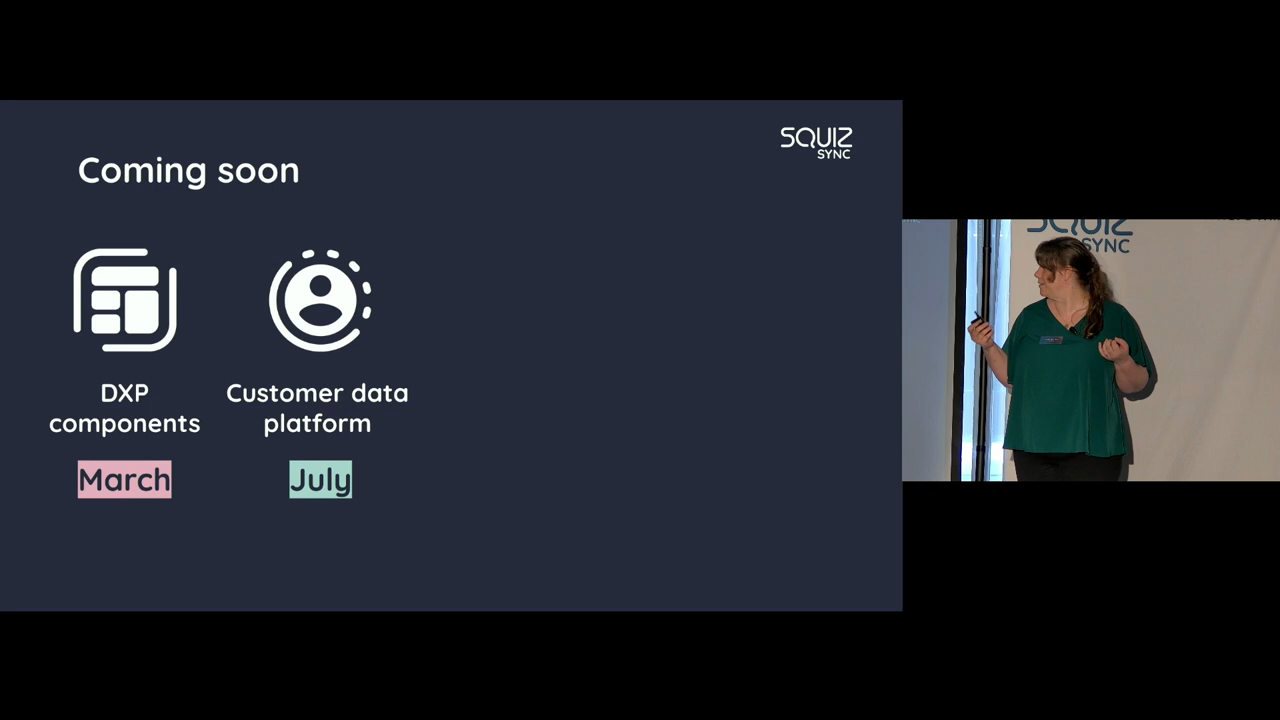 SQUIZ
SYNC
Coming soon
DXP
components
Customer data
platform
March
July
SQUIZ
SYNC